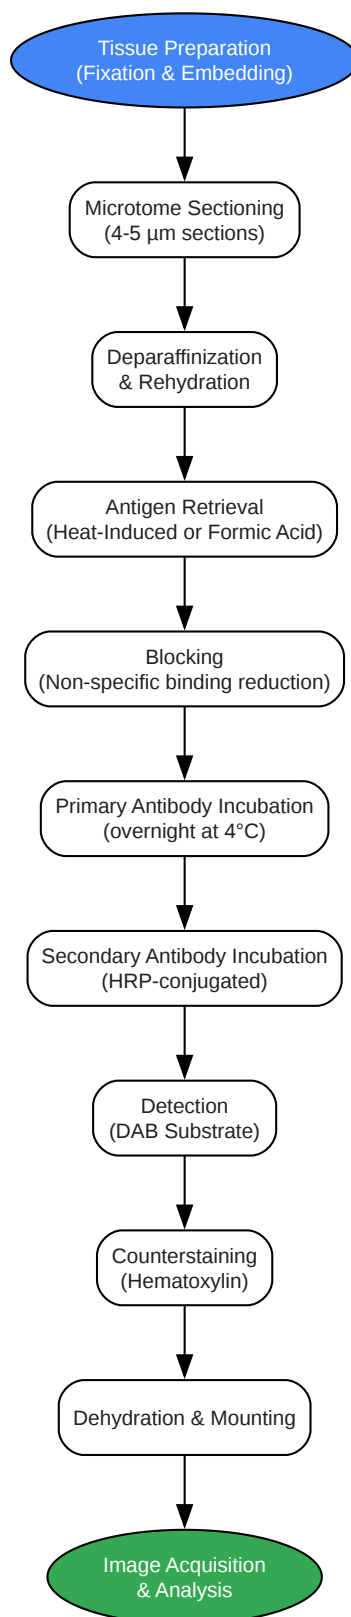 Tissue Preparation
(Fixation & Embedding)
Microtome Sectioning
(4-5 µm sections)
Deparaffinization
& Rehydration
Antigen Retrieval
(Heat-Induced or Formic Acid)
Blocking
(Non-specific binding reduction)
Primary Antibody Incubation
(overnight at 4°C)
Secondary Antibody Incubation
(HRP-conjugated)
Detection
(DAB Substrate)
Counterstaining
(Hematoxylin)
Dehydration & Mounting
Image Acquisition
& Analysis